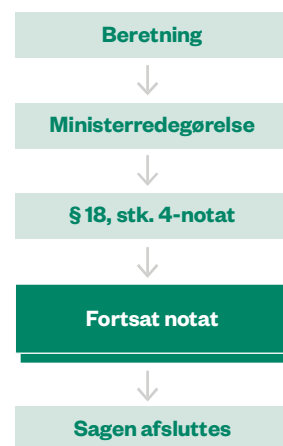 Beretning
Ministerredegørelse
§ 18, stk. 4-notat
Fortsat notat
Sagen afsluttes